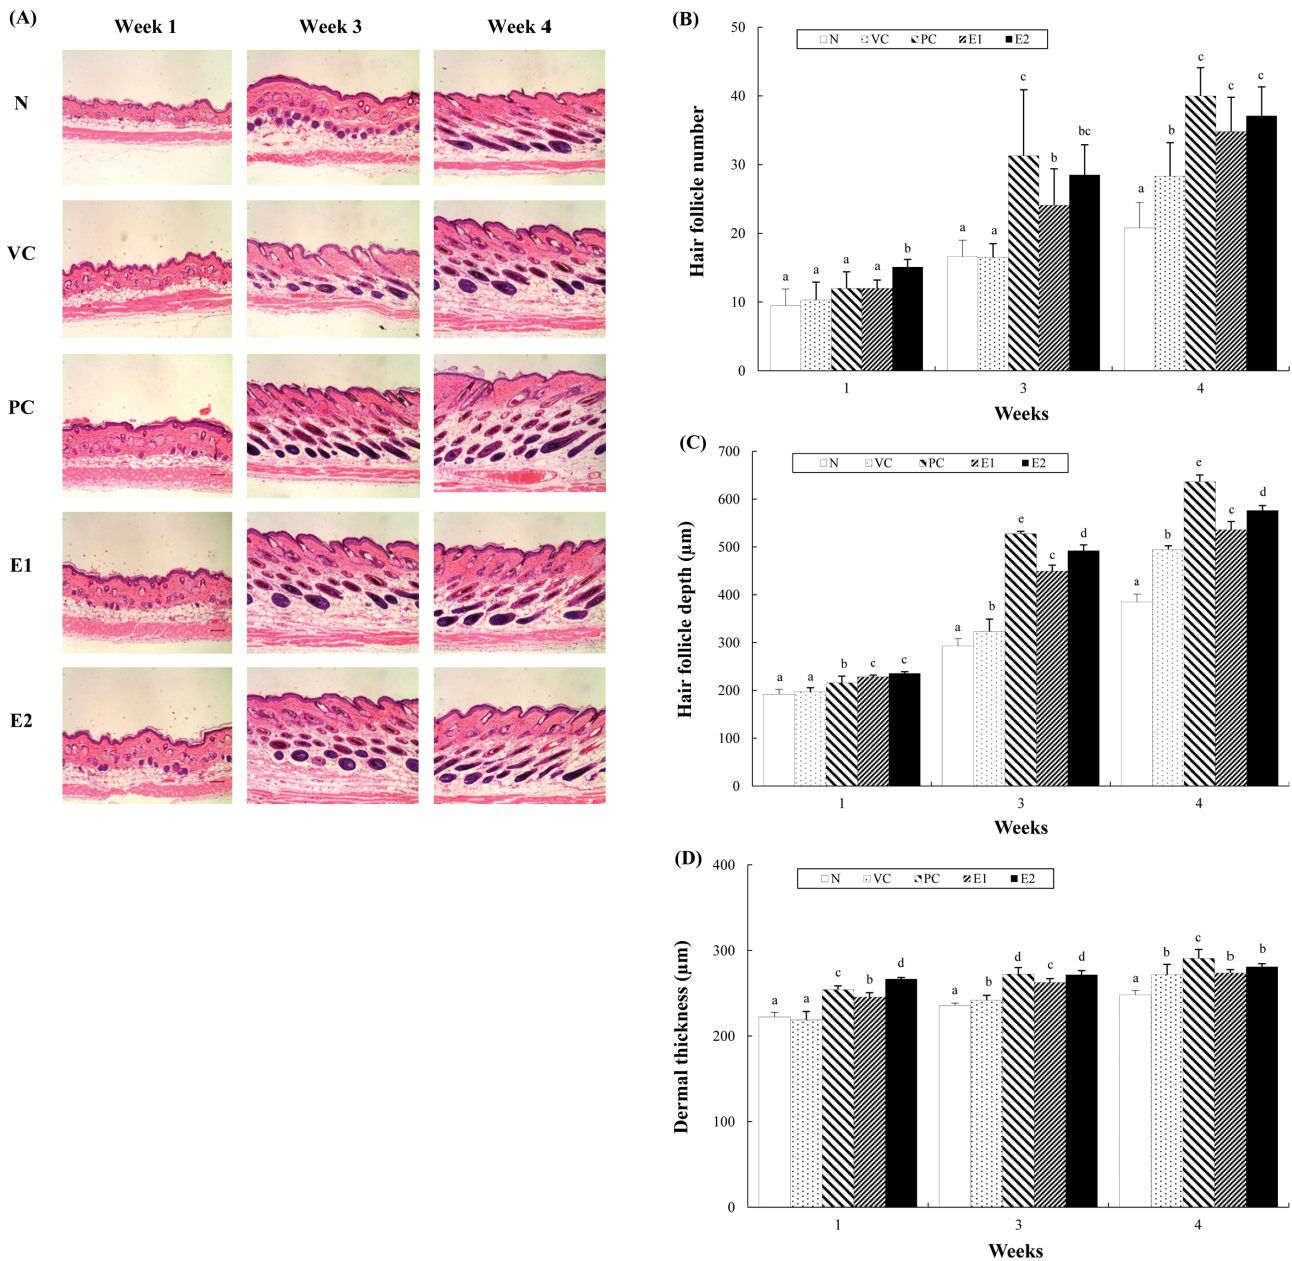 (A)
Week 1 Week 3 Week 4
N
VC
PC
E1
E2
(B)
N VC PC E1 E2
Hair follicle number
50
40
30
20
10
0
a a a a b
a a c b bc
a b c c c
1 3 4
Weeks
(C)
N VC PC E1 E2
Hair follicle depth (μm)
700
600
500
400
300
200
100
0
a a b c c
a b e c d
a b e c d
1 3 4
Weeks
(D)
N VC PC E1 E2
Dermal thickness (μm)
400
300
200
100
0
a a c b d
a b d c d
a b c b b
1 3 4
Weeks